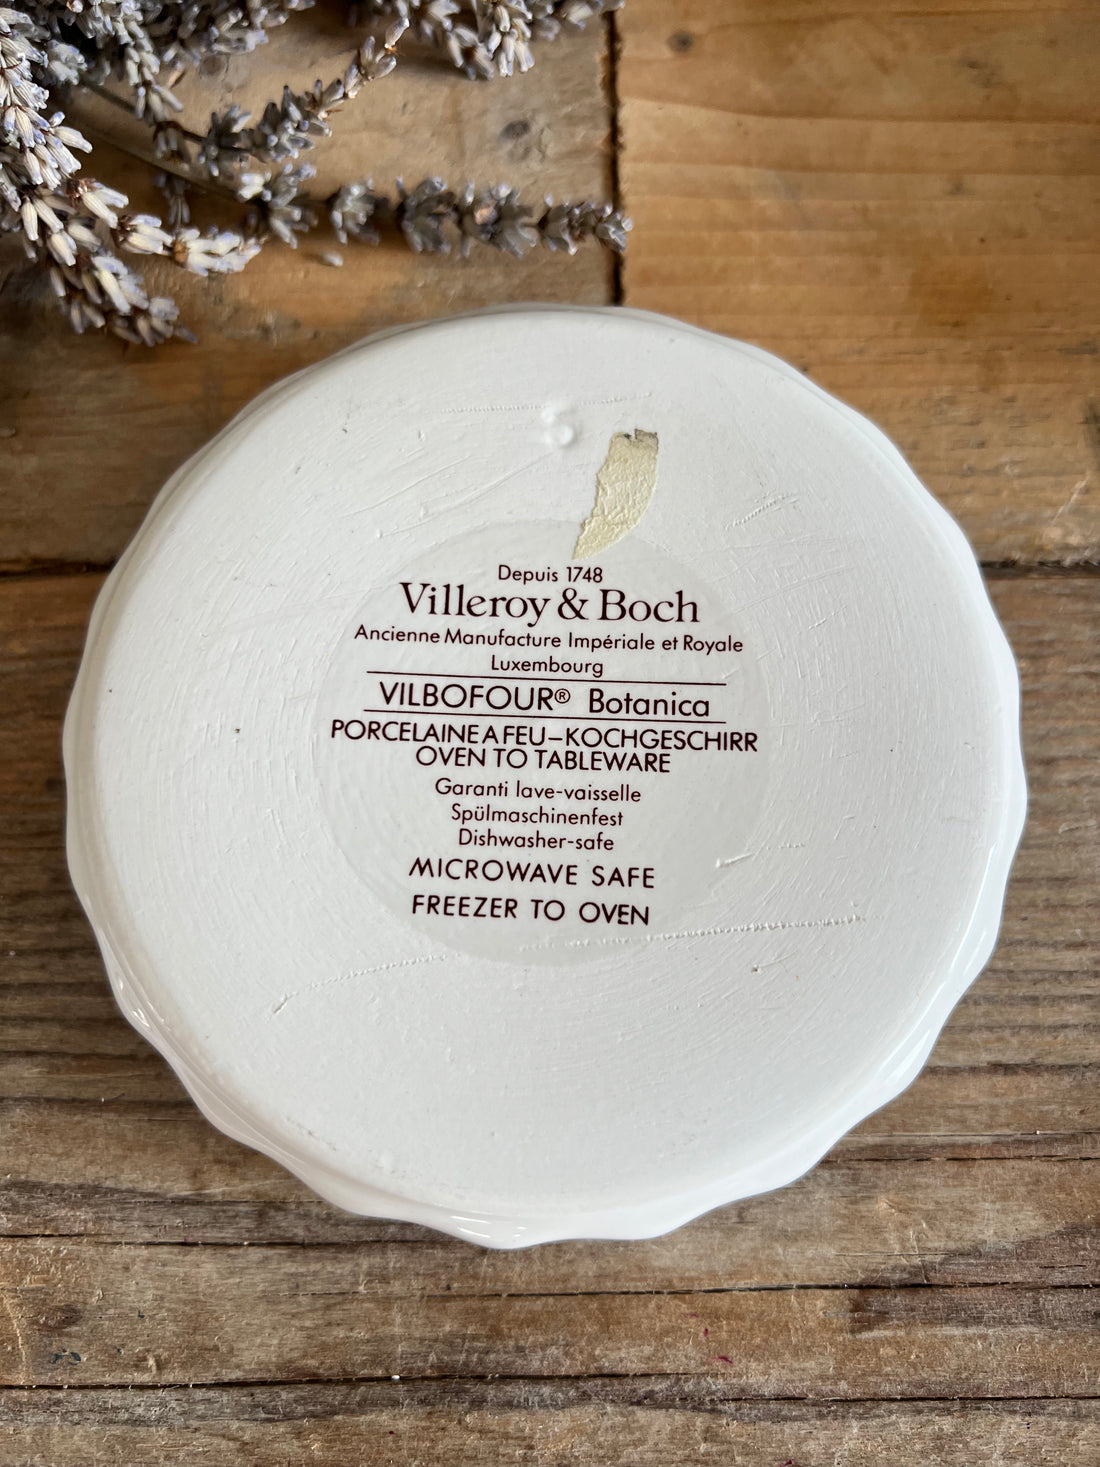 Depuis 1748
Villeroy & Boch
Ancienne Manufacture Impériale et Royale
Luxembourg
VILBOFOUR® Botanica
PORCELAINE A FEU–KOCHGESCHIRR
OVEN TO TABLEWARE
Garanti lave-vaisselle
Spülmaschinenfest
Dishwasher-safe
MICROWAVE SAFE
FREEZER TO OVEN